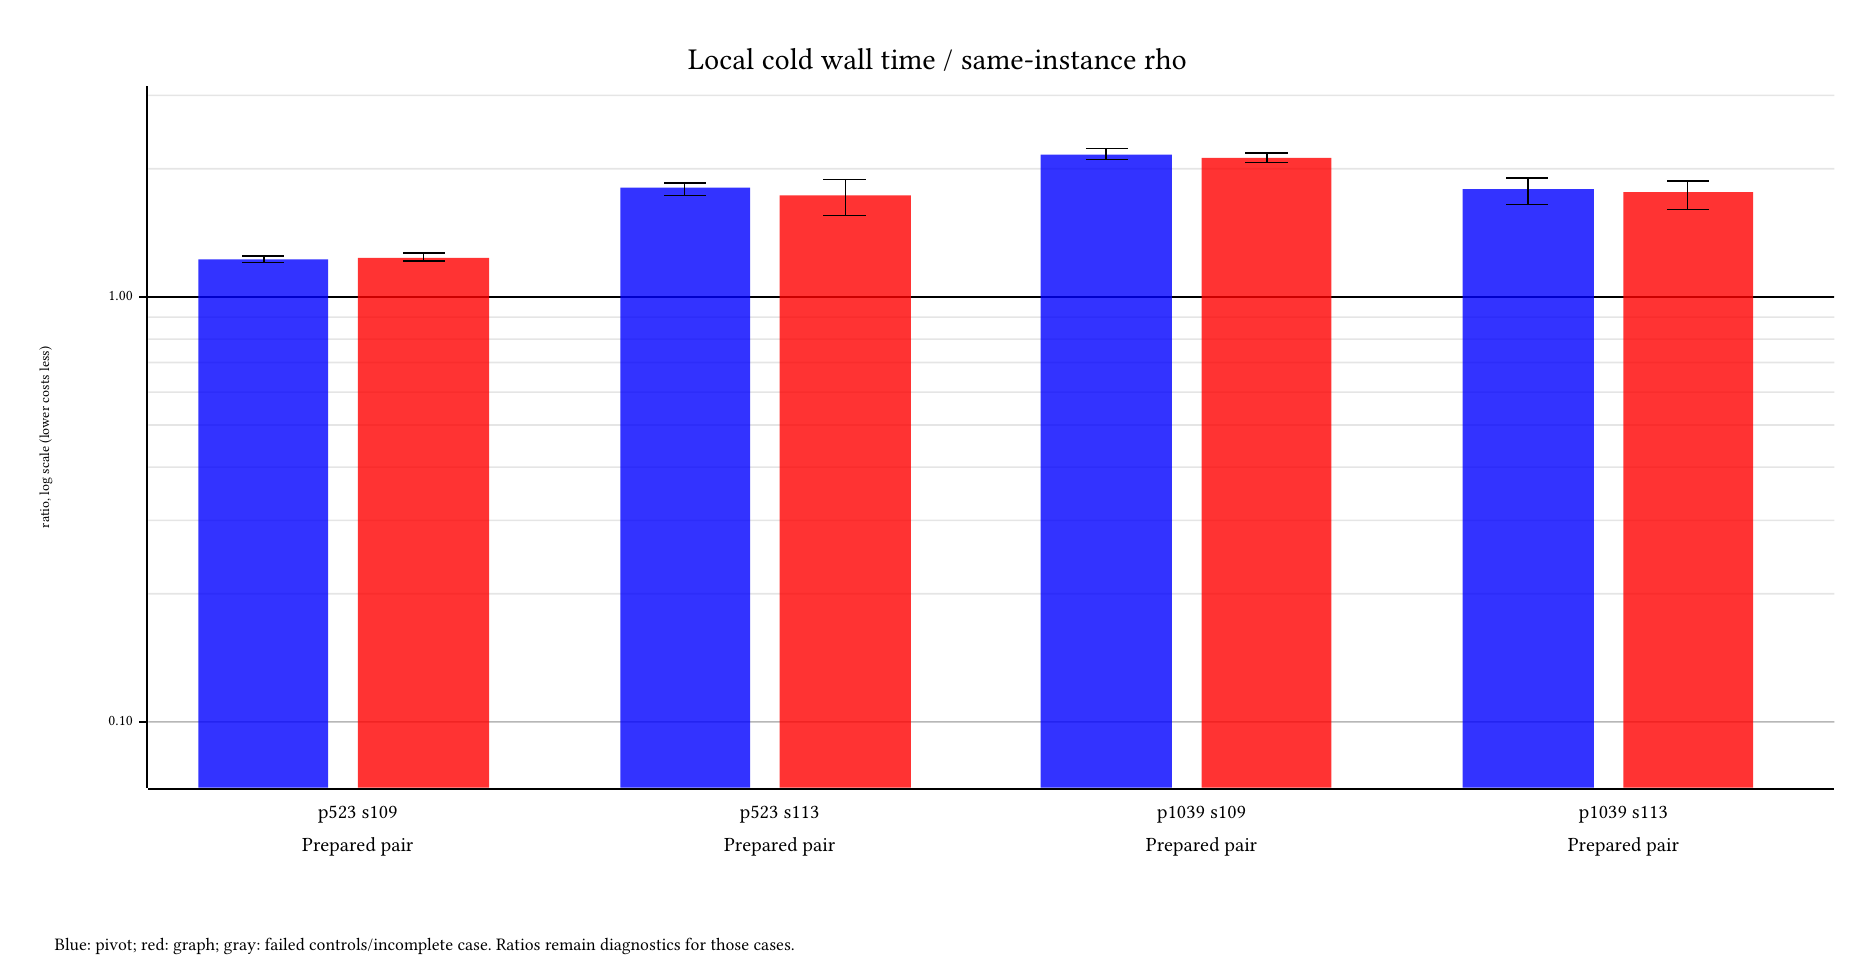 Local cold wall time / same-instance rho
1.00
ratio, log scale (lower costs less)
0.10
p523 s109
Prepared pair
p523 s113
Prepared pair
p1039 s109
Prepared pair
p1039 s113
Prepared pair
Blue: pivot; red: graph; gray: failed controls/incomplete case. Ratios remain diagnostics for those cases.